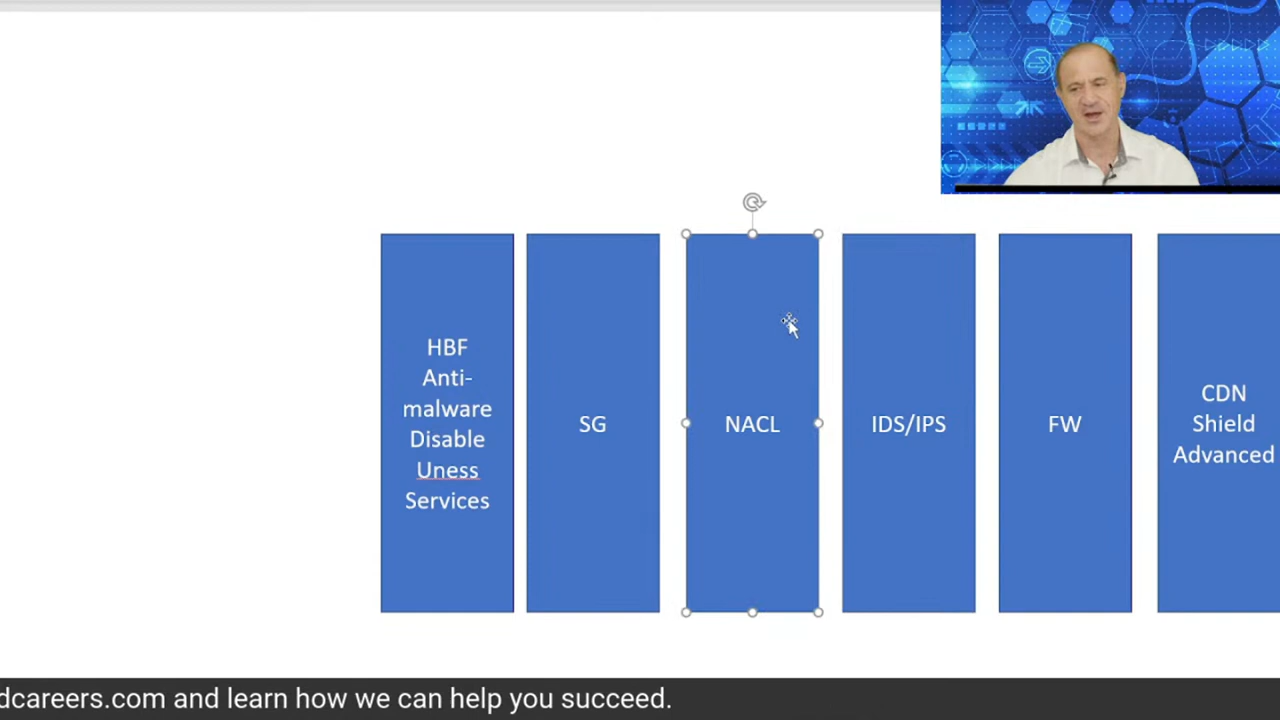 HBF
Anti-
malware
Disable
Uness
Services
SG
NACL
IDS/IPS
FW
CDN
Shield
Advanced
dcareers.com and learn how we can help you succeed.